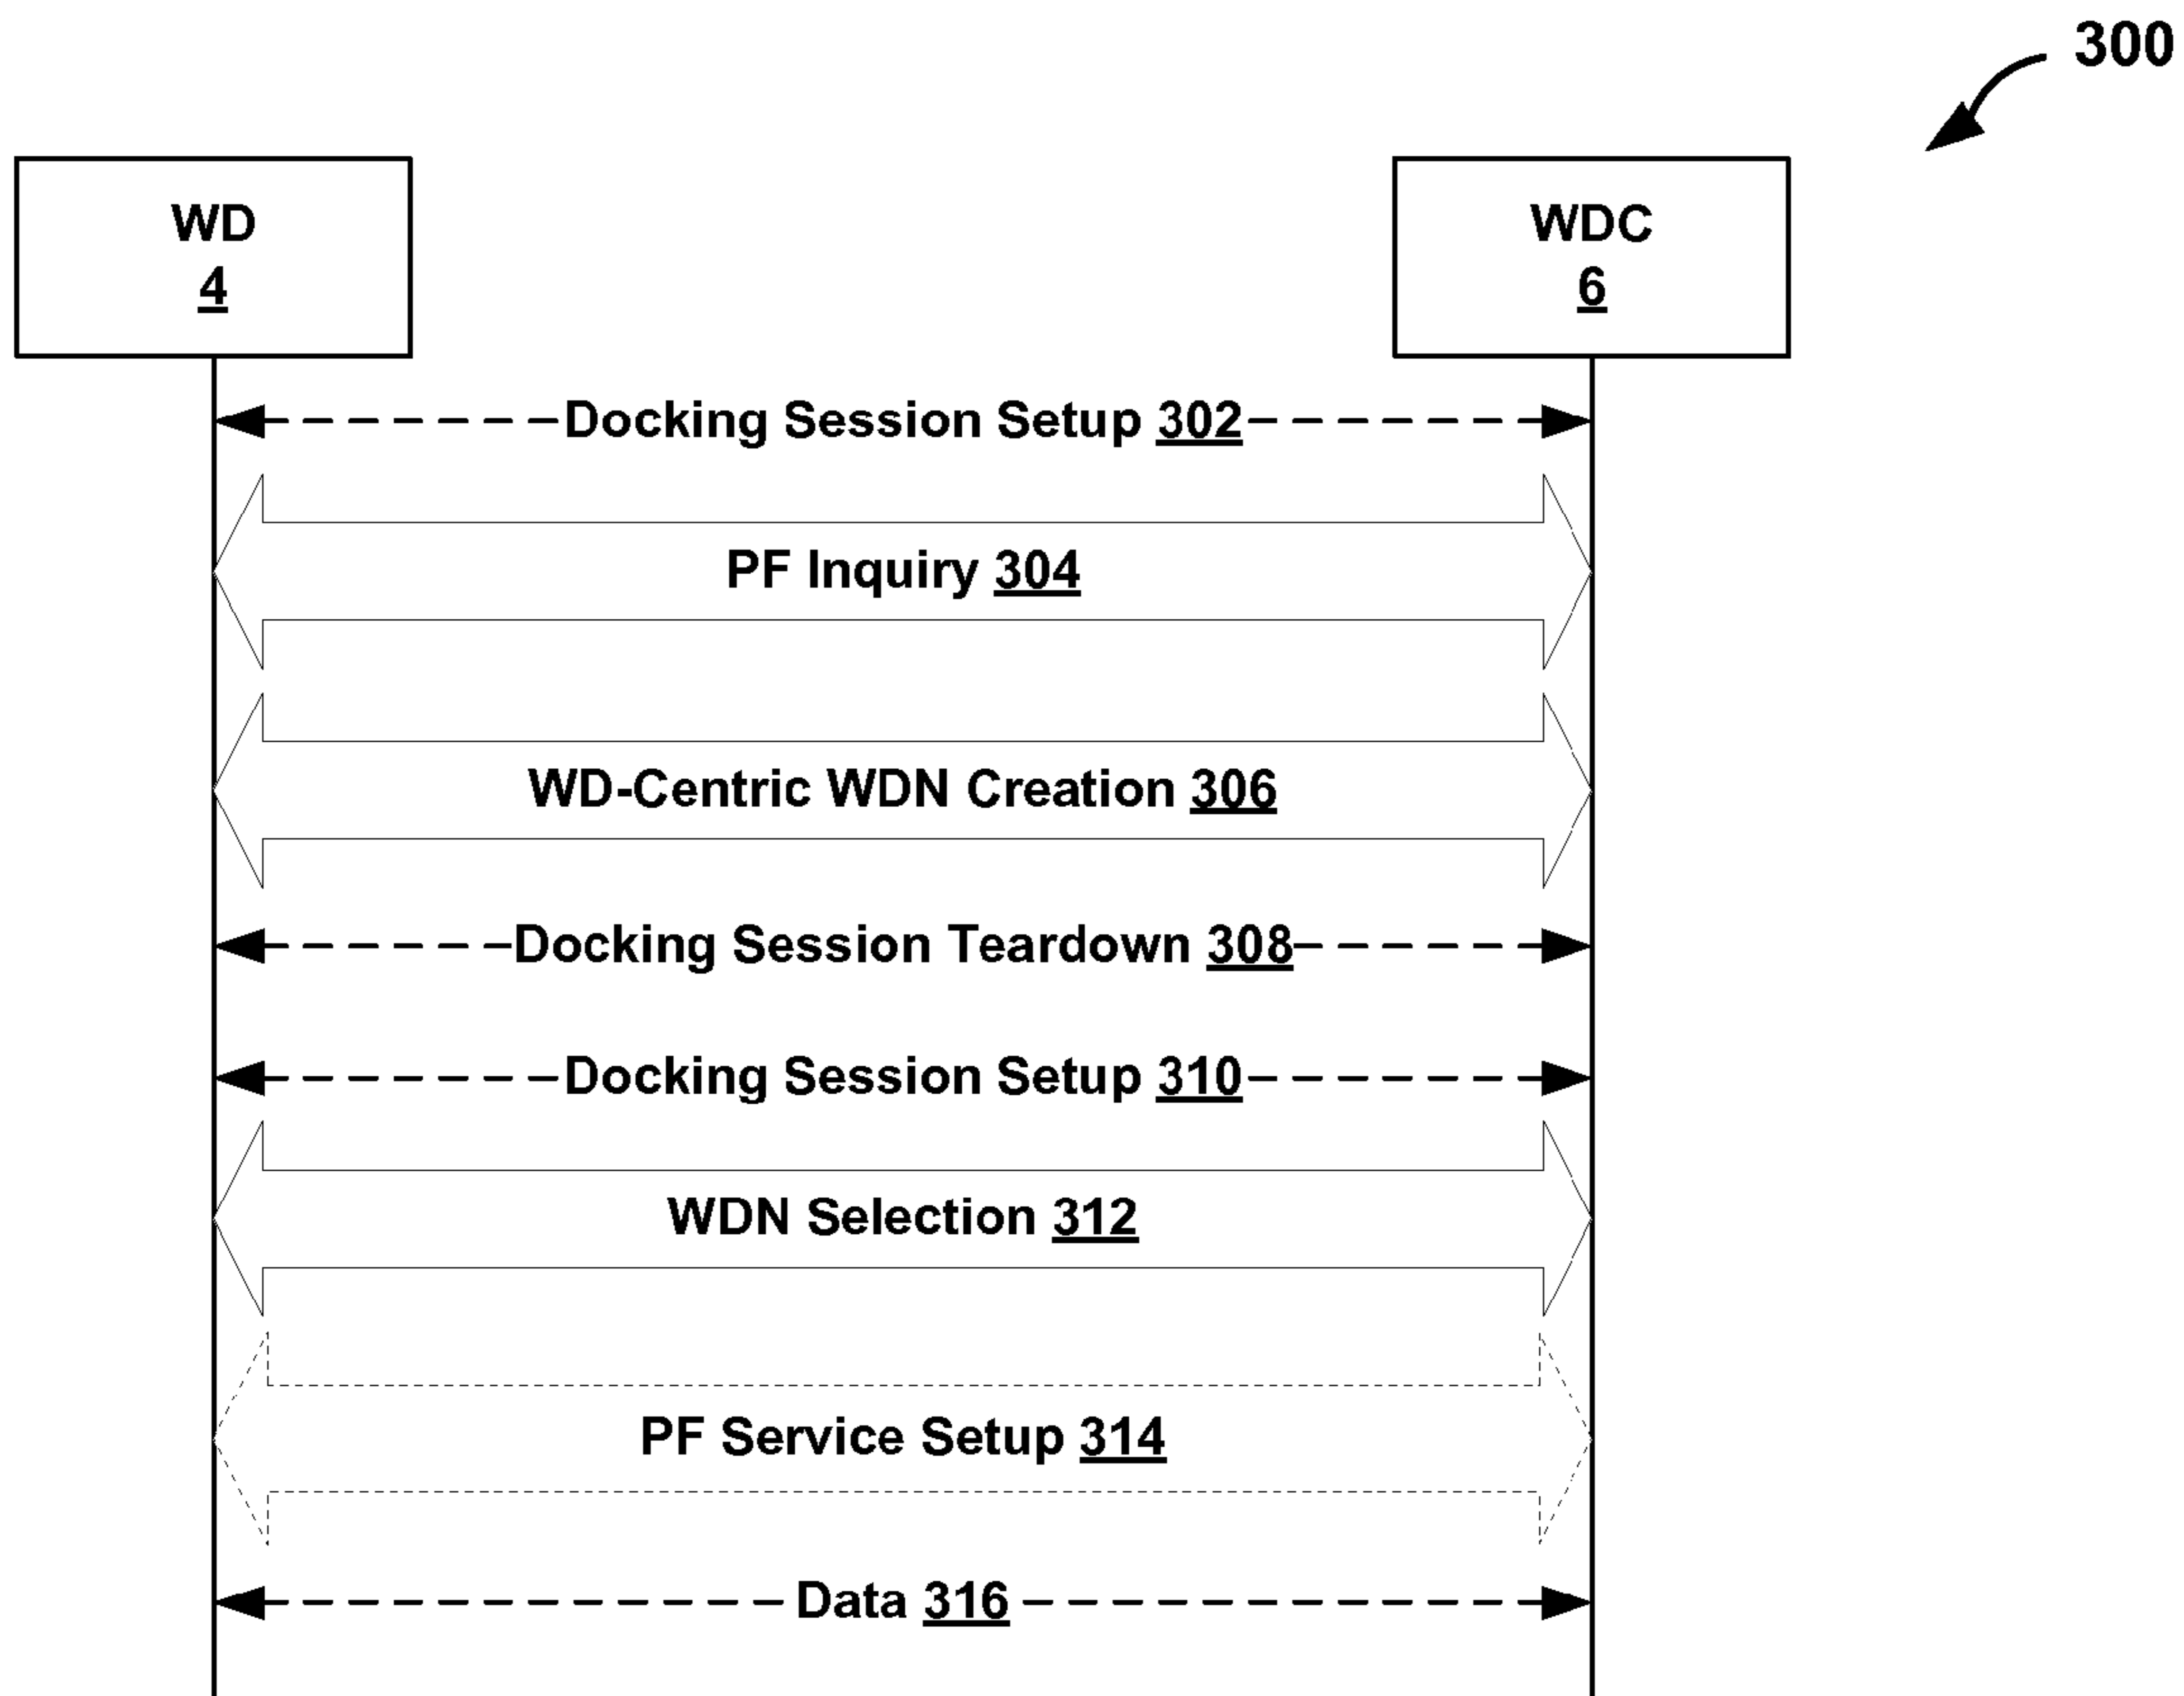 300
WD
4
WDC
6
Docking Session Setup 302
PF Inquiry 304
WD-Centric WDN Creation 306
Docking Session Teardown 308
Docking Session Setup 310
WDN Selection 312
PF Service Setup 314
Data 316